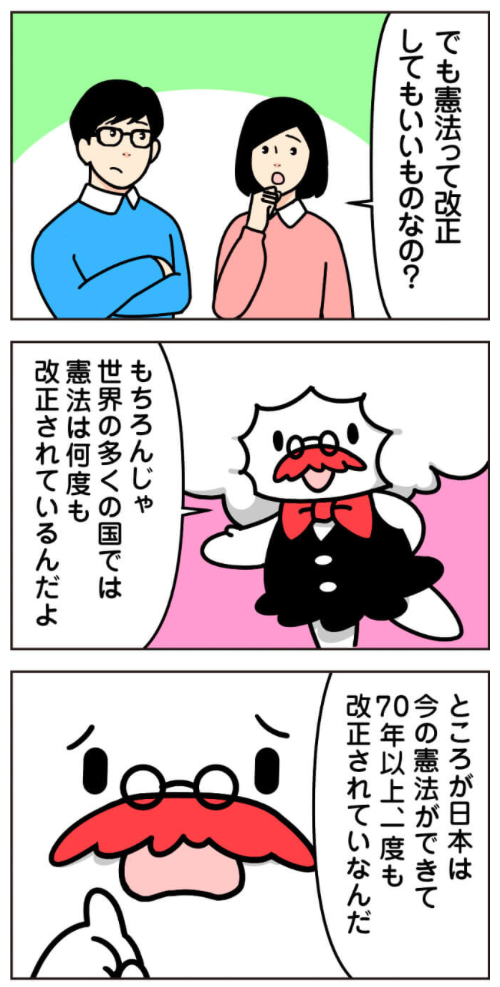 でも憲法って改正
してもいいものなの？
もちろんじゃ
世界の多くの国では
憲法は何度も
改正されているんだよ
ところが日本は
今の憲法ができて
70年以上、一度も
改正されていなんだ